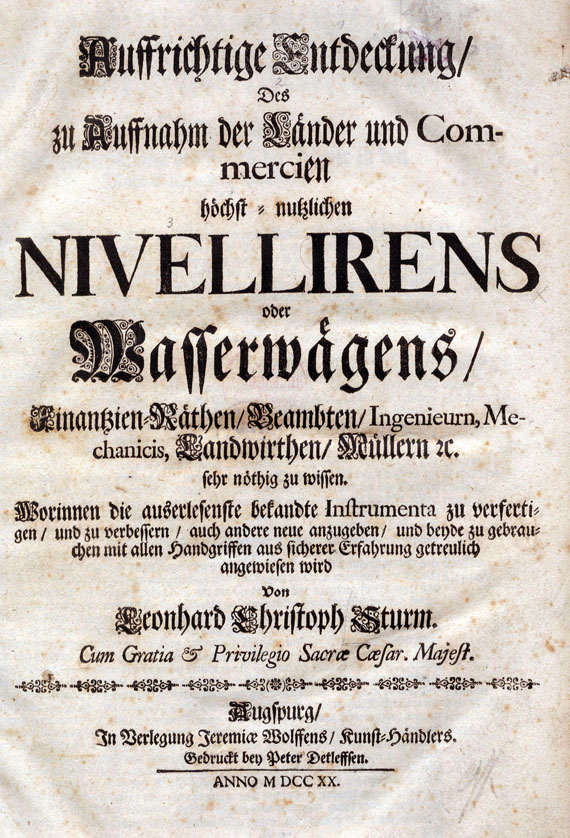 Auffrichtige Entdeckung/
Des
zu Auffnahm der Länder und Com-
mercien
höchst-nutzlichen
NIVELLIRENS
oder
Wasserwaͤgens/
Finantzien-Räthen/ Beambten/ Ingenieurn, Me-
chanicis, Landwirthen/ Müllern ꝛc.
sehr nöthig zu wissen.
Worinnen die auserlesenste bekandte Instrumenta zu verferti-
gen/ und zu verbessern/ auch andere neue anzugeben/ und beyde zu gebrau-
chen mit allen Handgriffen aus sicherer Erfahrung getreulich
angewiesen wird
Von
Leonhard Christoph Sturm.
Cum Gratia & Privilegio Sacræ Cæsar. Majest.
Augspurg/
In Verlegung Jeremiæ Wolffens/ Kunst-Händlers.
Gedruckt bey Peter Detleffsen.
ANNO M DCC XX.